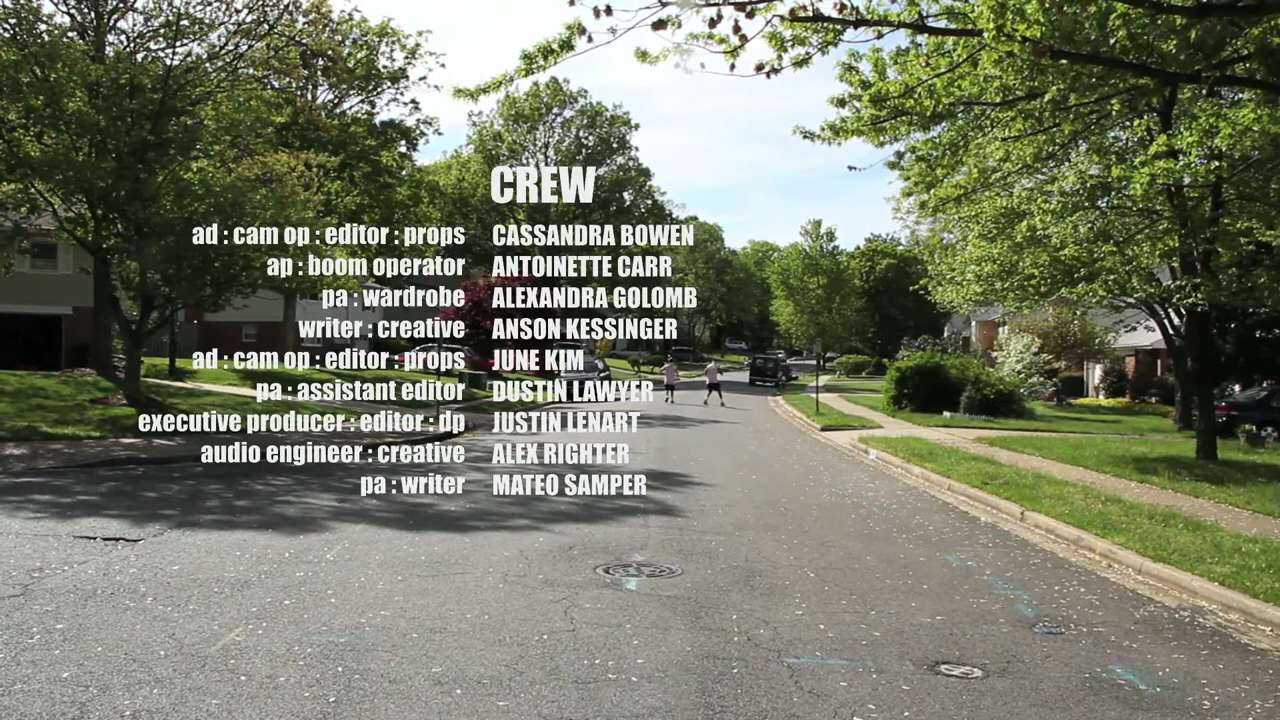 CREW
ad : cam op : editor : props CASSANDRA BOWEN
ap : boom operator ANTOINETTE CARR
pa : wardrobe ALEXANDRA GOLOMB
writer : creative ANSON KESSINGER
ad : cam op : editor : props JUNE KIM
pa : assistant editor DUSTIN LAWYER
executive producer : editor : dp JUSTIN LENART
audio engineer : creative ALEX RIGHTER
pa : writer MATEO SAMPER